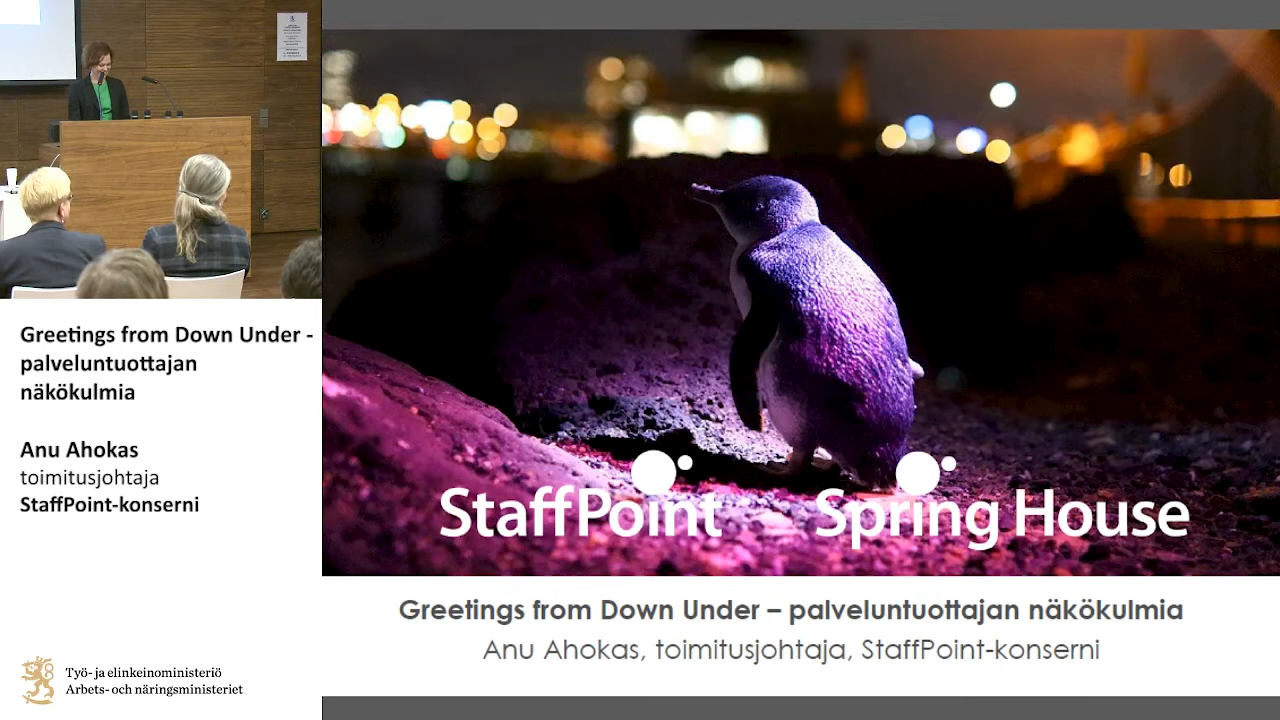 Greetings from Down Under -
palveluntuottajan
näkökulmia
Anu Ahokas
toimitusjohtaja
StaffPoint-konserni
Työ- ja elinkeinoministeriö
Arbets- och näringsministeriet
StaffPoint
Spring House
Greetings from Down Under – palveluntuottajan näkökulmia
Anu Ahokas, toimitusjohtaja, StaffPoint-konserni